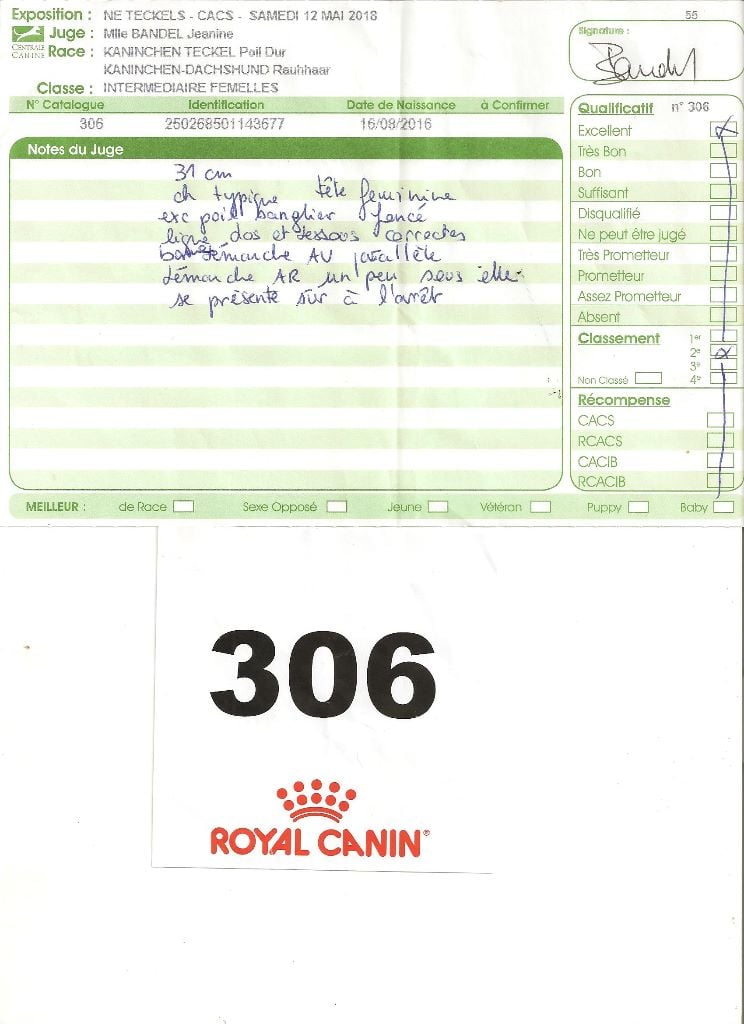 55
Exposition : NE TECKELS - CACS - SAMEDI 12 MAI 2018
Juge : Mlle BANDEL Jeanine
CENTRALE CANINE
Race : KANINCHEN TECKEL Poil Dur
KANINCHEN-DACHSHUND Rauhhaar
Classe : INTERMEDIAIRE FEMELLES
Signature :
Bandel
N° Catalogue Identification Date de Naissance à Confirmer
306 250268501143677 16/08/2016
Notes du Juge
31 cm
ch typique tête feminine
exc poil sanglier foncé
ligne dos et dessous correctes
démarche AV parallèle
démarche AR un peu sous elle
se présente sûr à l'arrêt
Qualificatif n° 306
Excellent x
Très Bon
Bon
Suffisant
Disqualifié
Ne peut être jugé
Très Prometteur
Prometteur
Assez Prometteur
Absent
Classement 1er
2e x
3e
Non Classé 4e
Récompense
CACS
RCACS
CACIB
RCACIB
MEILLEUR : de Race Sexe Opposé Jeune Vétéran Puppy Baby
306
ROYAL CANIN®